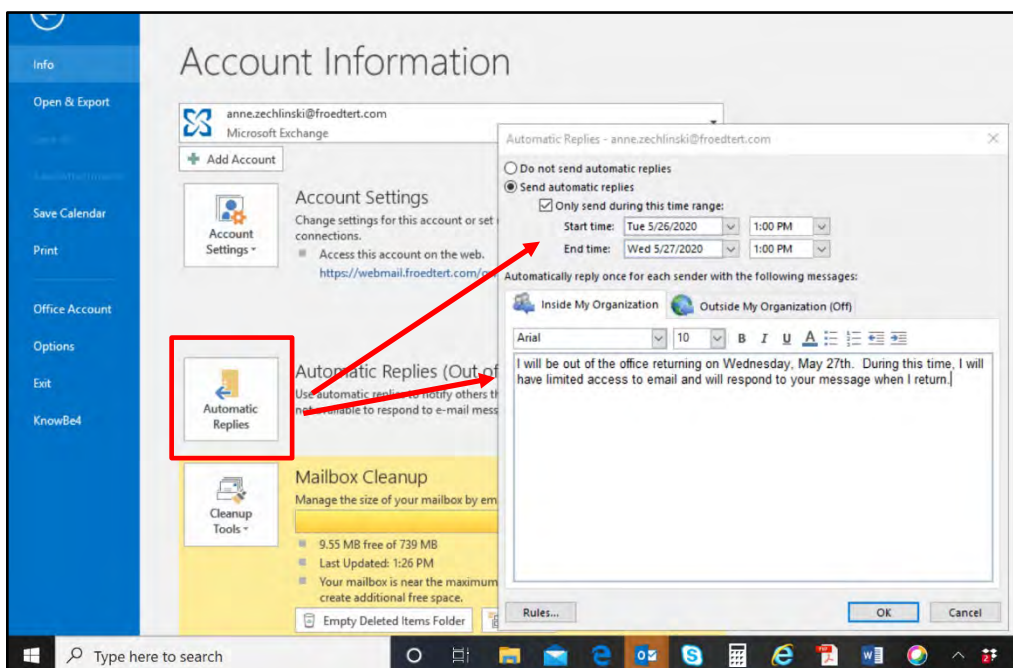 Info
Open & Export
Save Calendar
Print
Office Account
Options
Exit
KnowBe4
Account Information
anne.zechlinski@froedtert.com
Microsoft Exchange
Add Account
Account Settings
Change settings for this account or set
connections.
Access this account on the web.
https://webmail.froedtert.com/
Account
Settings
Automatic Replies (Out of
Use automatic replies to notify others th
not available to respond to e-mail mess
Automatic
Replies
Mailbox Cleanup
Manage the size of your mailbox by em
Cleanup
Tools
9.55 MB free of 739 MB
Last Updated: 1:26 PM
Your mailbox is near the maximum
create additional free space.
Empty Deleted Items Folder
Automatic Replies - anne.zechlinski@froedtert.com
Do not send automatic replies
Send automatic replies
Only send during this time range:
Start time: Tue 5/26/2020 1:00 PM
End time: Wed 5/27/2020 1:00 PM
Automatically reply once for each sender with the following messages:
Inside My Organization Outside My Organization (Off)
Arial 10 B I U A
I will be out of the office returning on Wednesday, May 27th. During this time, I will
have limited access to email and will respond to your message when I return.
Rules... OK Cancel
Type here to search